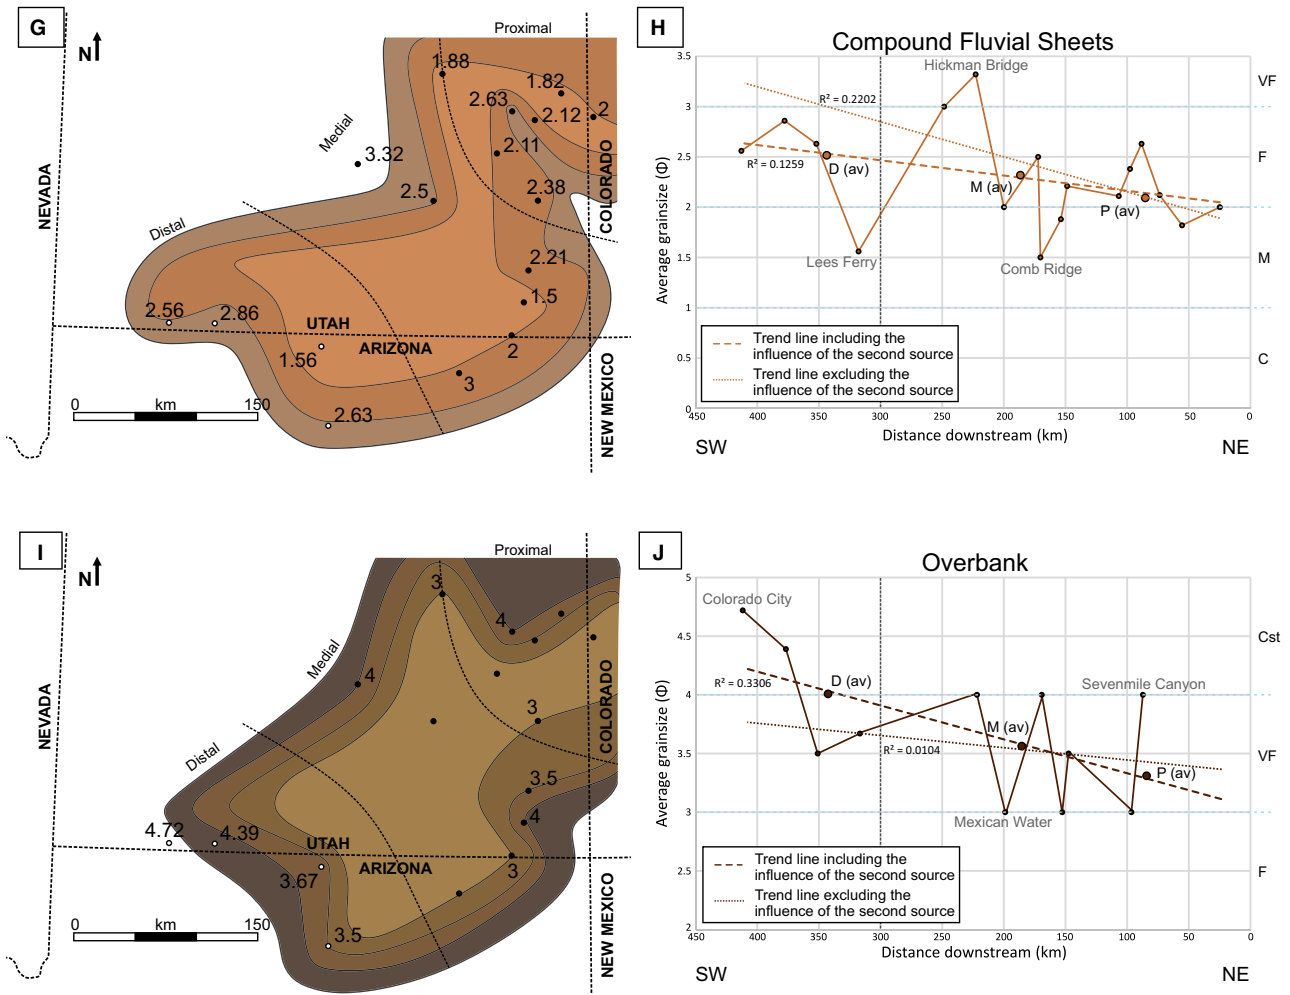 G
N
Proximal
1.88
1.82
2.63
2.12
2
Medial
3.32
2.11
2.5
2.38
NEVADA
COLORADO
Distal
2.21
1.5
2.56
2.86
UTAH
ARIZONA
1.56
2
3
0 km 150
2.63
NEW MEXICO
H
Compound Fluvial Sheets
Hickman Bridge
R² = 0.2202
R² = 0.1259
D (av)
M (av)
P (av)
Lees Ferry
Comb Ridge
Average grainsize (Φ)
3.5
3
2.5
2
1.5
1
0.5
0
VF
F
M
C
Trend line including the
influence of the second source
Trend line excluding the
influence of the second source
450 400 350 300 250 200 150 100 50 0
Distance downstream (km)
SW NE
I
N
Proximal
3
4
Medial
4
3
NEVADA
COLORADO
Distal
3.5
4
4.72
4.39
UTAH
ARIZONA
3
3.67
0 km 150
3.5
NEW MEXICO
J
Overbank
Colorado City
R² = 0.3306
D (av)
Sevenmile Canyon
M (av)
R² = 0.0104
P (av)
Mexican Water
Average grainsize (Φ)
5
4.5
4
3.5
3
2.5
2
Cst
VF
F
Trend line including the
influence of the second source
Trend line excluding the
influence of the second source
450 400 350 300 250 200 150 100 50 0
Distance downstream (km)
SW NE